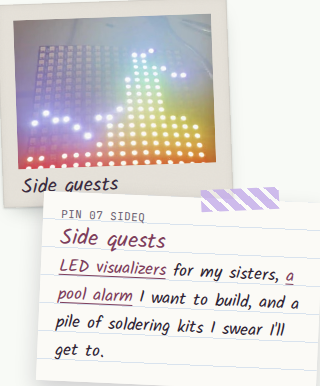 Side quests
PIN 07 SIDEQ
Side quests
LED visualizers for my sisters, a
pool alarm I want to build, and a
pile of soldering kits I swear I'll
get to.